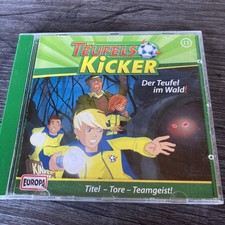 TEUFELS
KICKER
Der Teufel
im Wald!
EUROPA
Titel - Tore - Teamgeist!